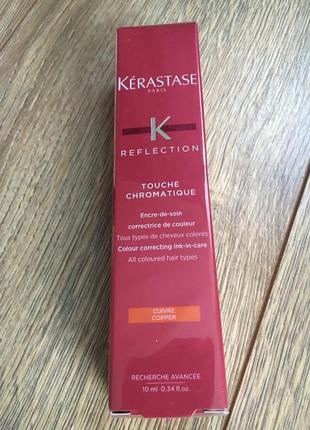 KÉRASTASE
PARIS
K
REFLECTION
TOUCHE
CHROMATIQUE
Encre-de-soin
correctrice de couleur
Tous types de cheveux colorés
Colour correcting ink-in-care
All coloured hair types
CUIVRE
COPPER
RECHERCHE AVANCÉE
10 ml 0.34 fl.oz.